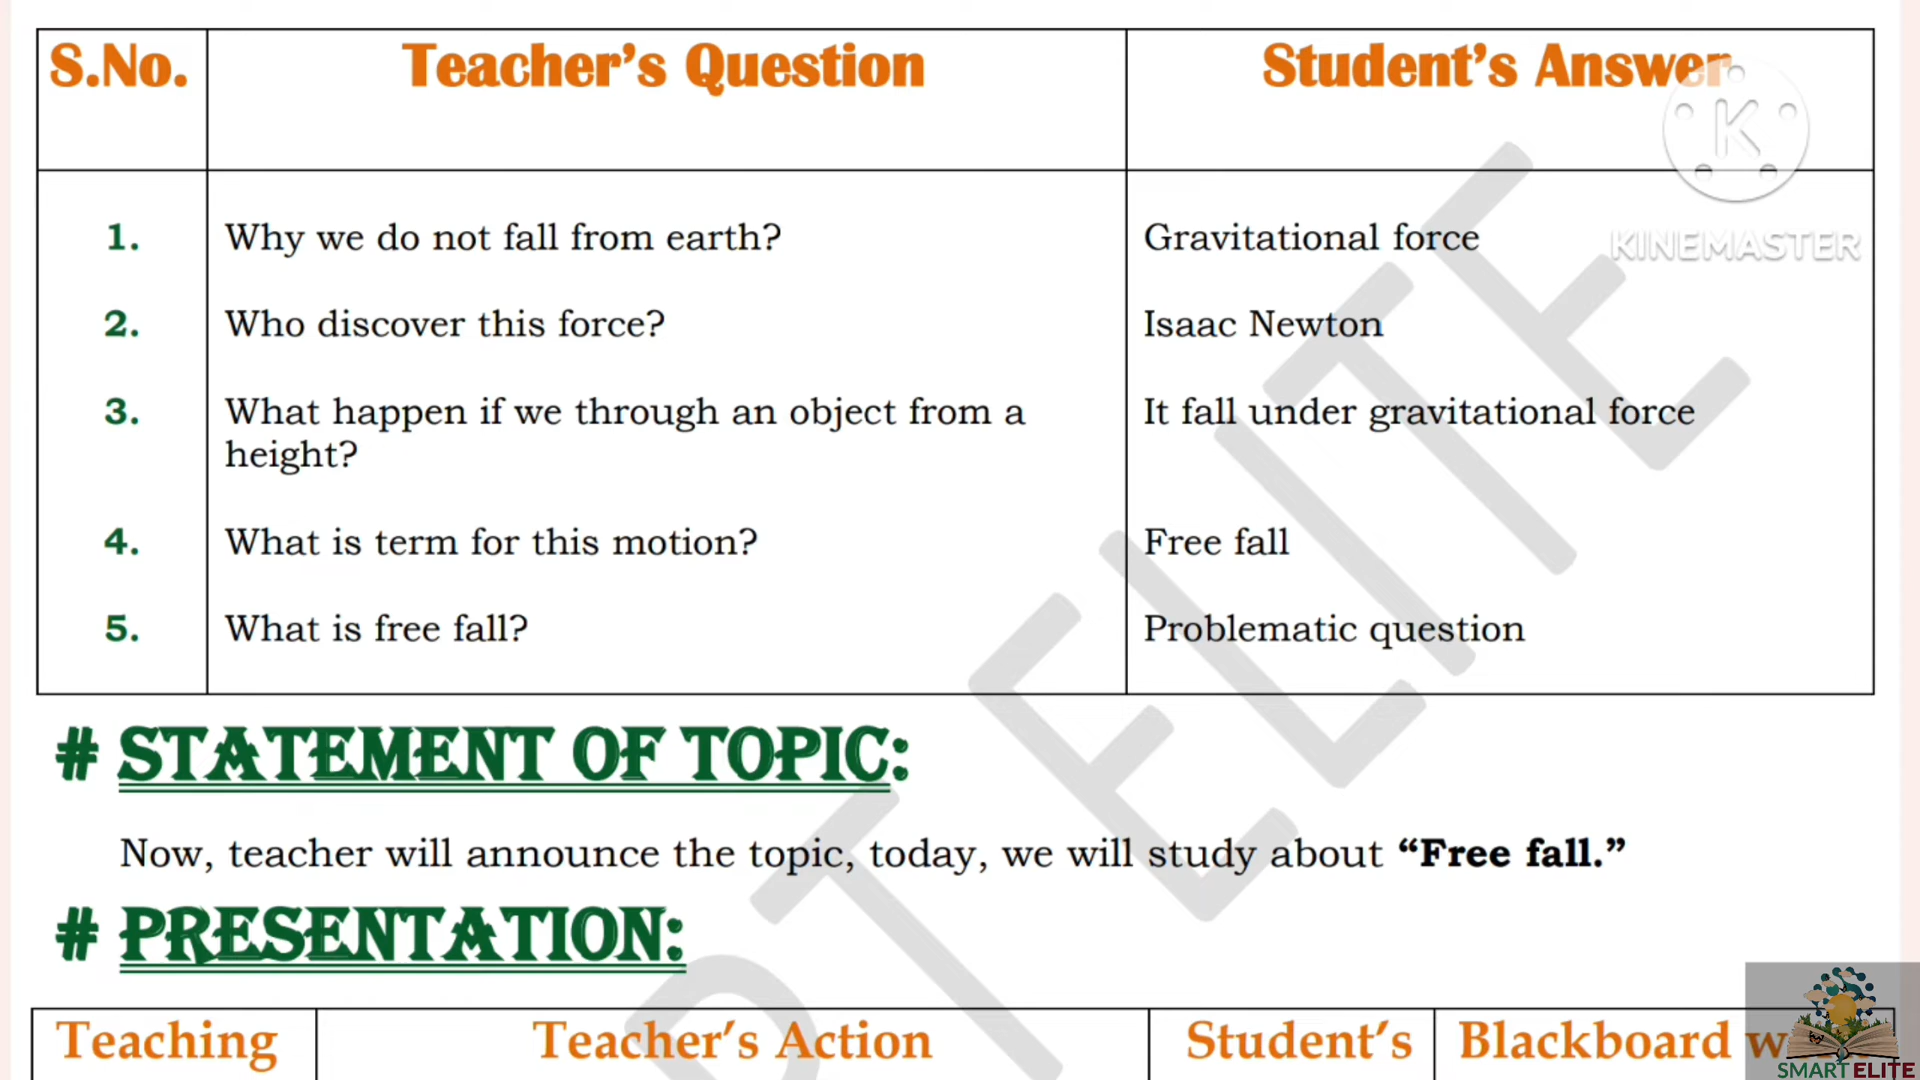 S.No. Teacher's Question Student's Answer
K
KINEMASTER
1. Why we do not fall from earth? Gravitational force
2. Who discover this force? Isaac Newton
3. What happen if we through an object from a It fall under gravitational force
height?
4. What is term for this motion? Free fall
5. What is free fall? Problematic question
# STATEMENT OF TOPIC:
Now, teacher will announce the topic, today, we will study about “Free fall.”
# PRESENTATION:
Teaching Teacher's Action Student's Blackboard
PT ELITE
SMART ELITE